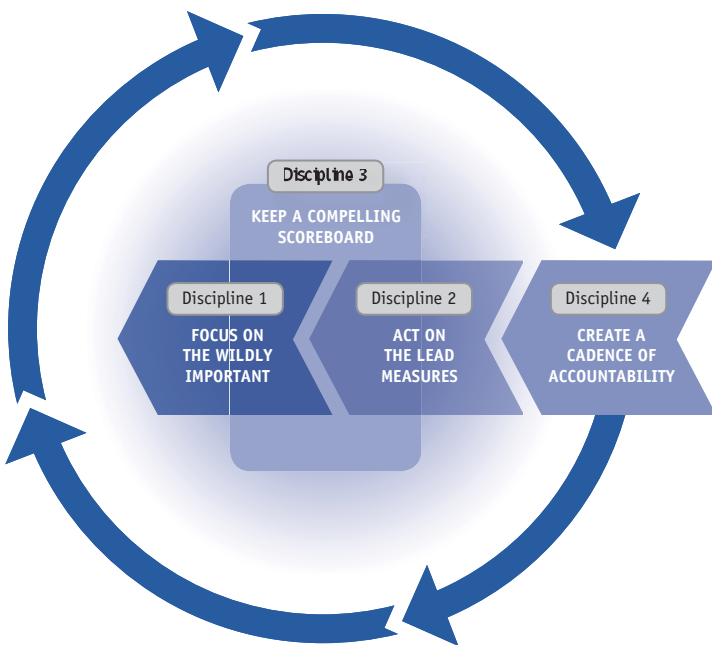 Discipline 3
KEEP A COMPELLING
SCOREBOARD
Discipline 1
FOCUS ON
THE WILDLY
IMPORTANT
Discipline 2
ACT ON
THE LEAD
MEASURES
Discipline 4
CREATE A
CADENCE OF
ACCOUNTABILITY